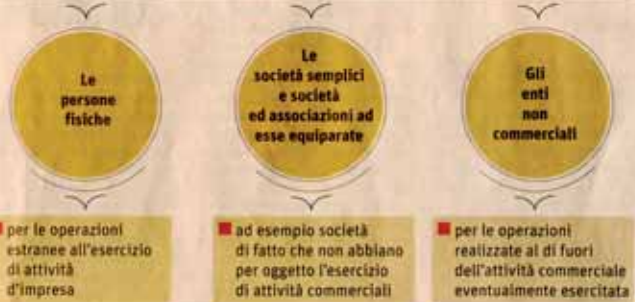 Le
persone
fisiche
per le operazioni
estranee all'esercizio
di attività
d'impresa
Le
società semplici
e società
ed associazioni ad
esse equiparate
ad esempio società
di fatto che non abbiano
per oggetto l'esercizio
di attività commerciali
Gli
enti
non
commerciali
per le operazioni
realizzate al di fuori
dell'attività commerciale
eventualmente esercitata